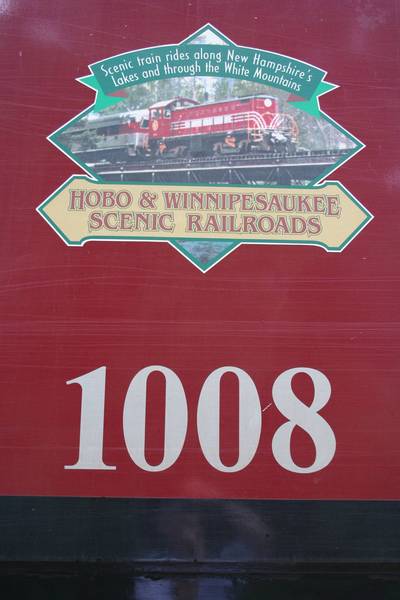 Scenic train rides along New Hampshire's
Lakes and through the White Mountains
HOBO & WINNIPESAUKEE
SCENIC RAILROADS
1008